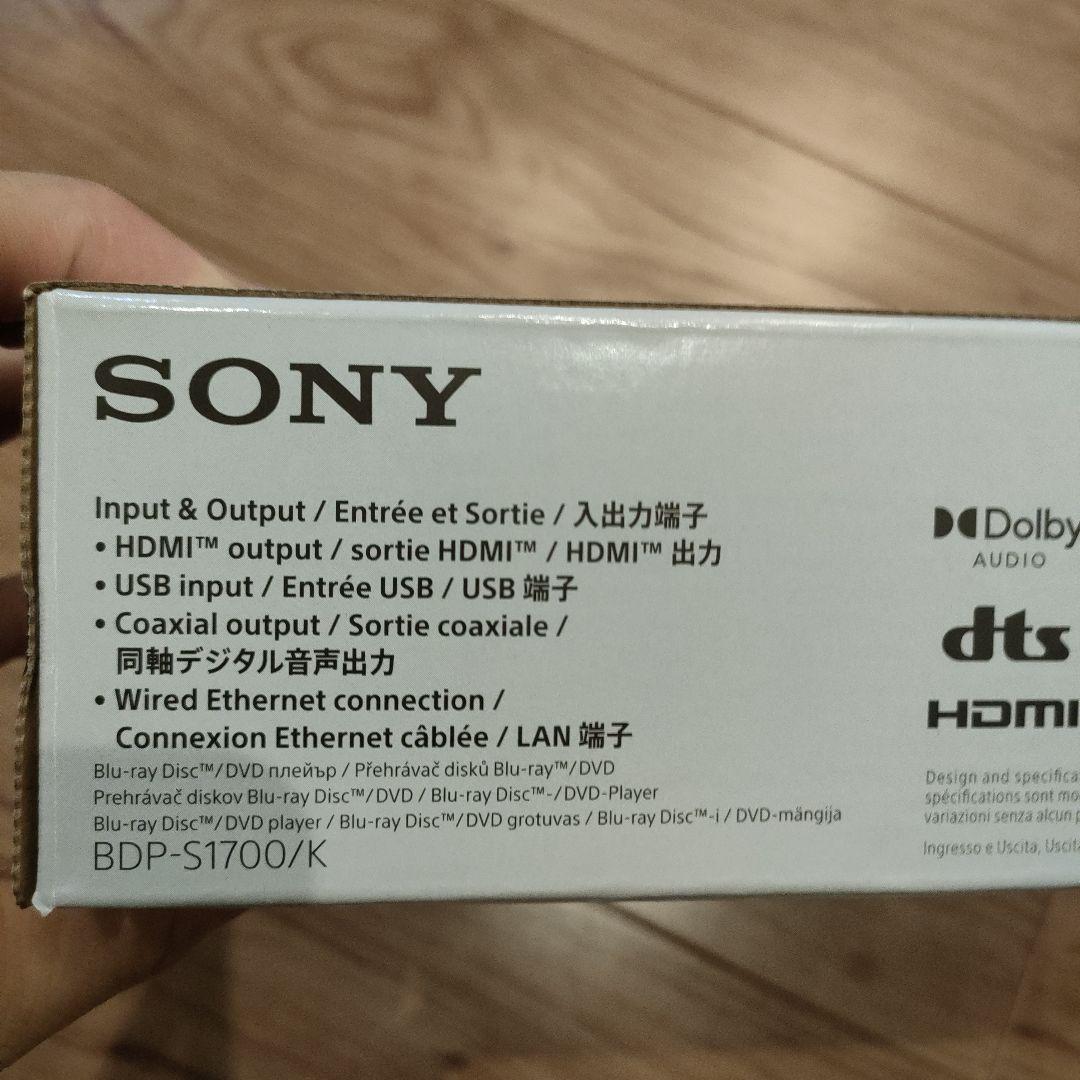 SONY
Input & Output / Entrée et Sortie / 入出力端子
• HDMI™ output / sortie HDMI™ / HDMI™ 出力
• USB input / Entrée USB / USB 端子
• Coaxial output / Sortie coaxiale /
同軸デジタル音声出力
• Wired Ethernet connection /
Connexion Ethernet câblée / LAN 端子
Blu-ray Disc™/DVD плейър / Přehrávač disků Blu-ray™/DVD
Prehrávač diskov Blu-ray Disc™/DVD / Blu-ray Disc™-/DVD-Player
Blu-ray Disc™/DVD player / Blu-ray Disc™/DVD grotuvas / Blu-ray Disc™-i / DVD-mängija
BDP-S1700/K
Dolby
AUDIO
dts
HDMI
Design and
spécifications sont
variazioni senza alcun
Ingresso e Uscita,